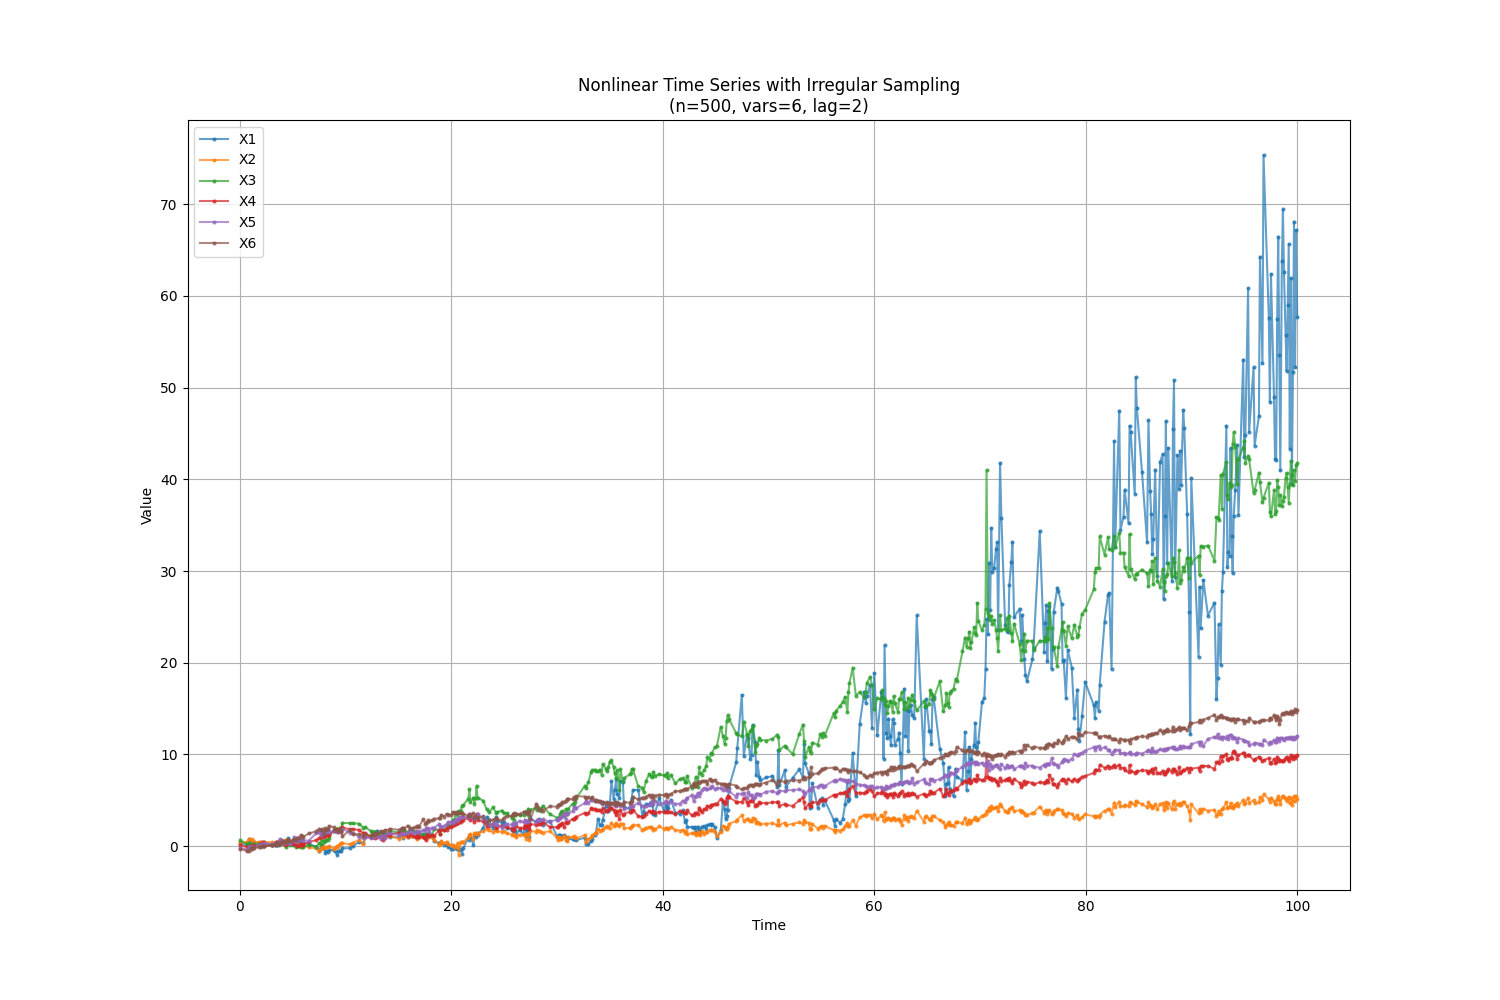 Nonlinear Time Series with Irregular Sampling
(n=500, vars=6, lag=2)
X1
X2
X3
X4
X5
X6
70
60
50
40
30
20
10
0
Value
0 20 40 60 80 100
Time